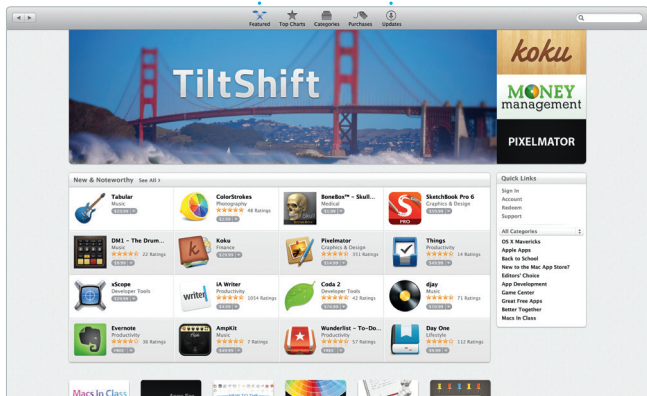 Featured Top Charts Categories Purchases Updates
TiltShift
koku
MONEY
management
PIXELMATOR
New & Noteworthy See All >
Tabular
Music
ColorStrokes
Photography
48 Ratings
BoneBox™ – Skull...
Medical
SketchBook Pro 6
Graphics & Design
PRO
DM1 – The Drum...
Music
22 Ratings
Koku
Finance
Pixelmator
Graphics & Design
351 Ratings
Things
Productivity
14 Ratings
xScope
Developer Tools
iA Writer
Productivity
1034 Ratings
writer
Coda 2
Developer Tools
42 Ratings
djay
Music
71 Ratings
Evernote
Productivity
36 Ratings
FREE
AmpKit
Music
7 Ratings
Wunderlist – To-Do...
Productivity
57 Ratings
FREE
Day One
Lifestyle
112 Ratings
Quick Links
Sign In
Account
Redeem
Support
All Categories
OS X Mavericks
Apple Apps
Back to School
New to the Mac App Store?
Editors' Choice
App Development
Game Center
Great Free Apps
Better Together
Macs In Class
Macs In Class